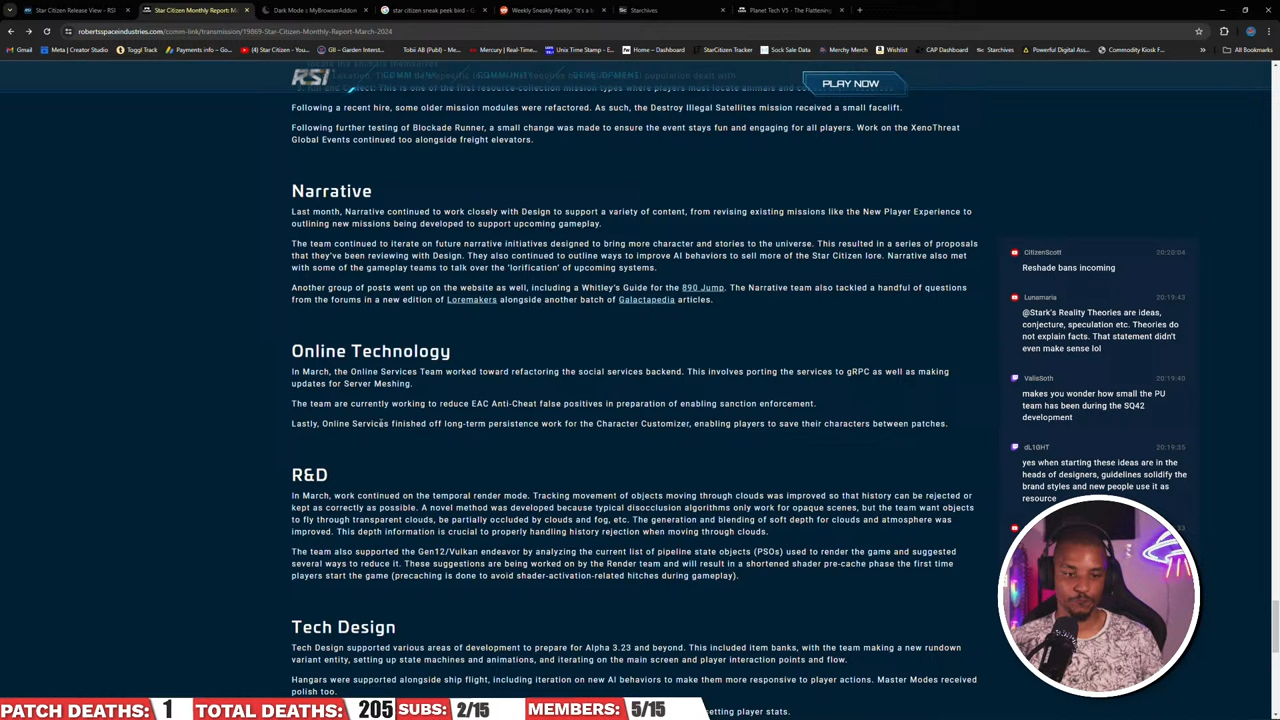 Star Citizen Release View - RSI
Star Citizen Monthly Report: M
Dark Mode :: MyBrowserAddon
star citizen sneak peek bird - G
Weekly Sneakly Peekly: "It's a
Starchives
Planet Tech V5 - The Flattening
robertsspaceindustries.com/comm-link/transmission/19869-Star-Citizen-Monthly-Report-March-2024
Gmail
Meta | Creator Studio
Toggl Track
(4) Star Citizen - You...
GII – Garden Interest...
Tobii AB (Publ) - Me...
Mercury | Real-Time...
Unix Time Stamp - E...
Home – Dashboard
StarCitizen Tracker
Sock Sale Data
Merchy Merch
Wishlist
CAP Dashboard
Starchives
Powerful Digital Ass...
Commodity Kiosk F...
All Bookmarks
RSI
PLAY NOW
Following a recent hire, some older mission modules were refactored. As such, the Destroy Illegal Satellites mission received a small facelift.
Following further testing of Blockade Runner, a small change was made to ensure the event stays fun and engaging for all players. Work on the XenoThreat
Global Events continued too alongside freight elevators.
Narrative
Last month, Narrative continued to work closely with Design to support a variety of content, from revising existing missions like the New Player Experience to
outlining new missions being developed to support upcoming gameplay.
The team continued to iterate on future narrative initiatives designed to bring more character and stories to the universe. This resulted in a series of proposals
that they've been reviewing with Design. They also continued to outline ways to improve AI behaviors to sell more of the Star Citizen lore. Narrative also met
with some of the gameplay teams to talk over the 'lorification' of upcoming systems.
Another group of posts went up on the website as well, including a Whitley's Guide for the 890 Jump. The Narrative team also tackled a handful of questions
from the forums in a new edition of Loremakers alongside another batch of Galactapedia articles.
Online Technology
In March, the Online Services Team worked toward refactoring the social services backend. This involves porting the services to gRPC as well as making
updates for Server Meshing.
The team are currently working to reduce EAC Anti-Cheat false positives in preparation of enabling sanction enforcement.
Lastly, Online Services finished off long-term persistence work for the Character Customizer, enabling players to save their characters between patches.
R&D
In March, work continued on the temporal render mode. Tracking movement of objects moving through clouds was improved so that history can be rejected or
kept as correctly as possible. A novel method was developed because typical disocclusion algorithms only work for opaque scenes, but the team want objects
to fly through transparent clouds, be partially occluded by clouds and fog, etc. The generation and blending of soft depth for clouds and atmosphere was
improved. This depth information is crucial to properly handling history rejection when moving through clouds.
The team also supported the Gen12/Vulkan endeavor by analyzing the current list of pipeline state objects (PSOs) used to render the game and suggested
several ways to reduce it. These suggestions are being worked on by the Render team and will result in a shortened shader pre-cache phase the first time
players start the game (precaching is done to avoid shader-activation-related hitches during gameplay).
Tech Design
Tech Design supported various areas of development to prepare for Alpha 3.23 and beyond. This included item banks, with the team making a new rundown
variant entity, setting up state machines and animations, and iterating on the main screen and player interaction points and flow.
Hangars were supported alongside ship flight, including iteration on new AI behaviors to make them more responsive to player actions. Master Modes received
polish too.
setting player stats.
CitizenScott 20:20:04
Reshade bans incoming
Lunamaria 20:19:43
@Stark's Reality Theories are ideas,
conjecture, speculation etc. Theories do
not explain facts. That statement didn't
even make sense lol
ValisSoth 20:19:40
makes you wonder how small the PU
team has been during the SQ42
development
dL1GHT 20:19:35
yes when starting these ideas are in the
heads of designers, guidelines solidify the
brand styles and new people use it as
resource
PATCH DEATHS: 1 TOTAL DEATHS: 205 SUBS: 2/15 MEMBERS: 5/15